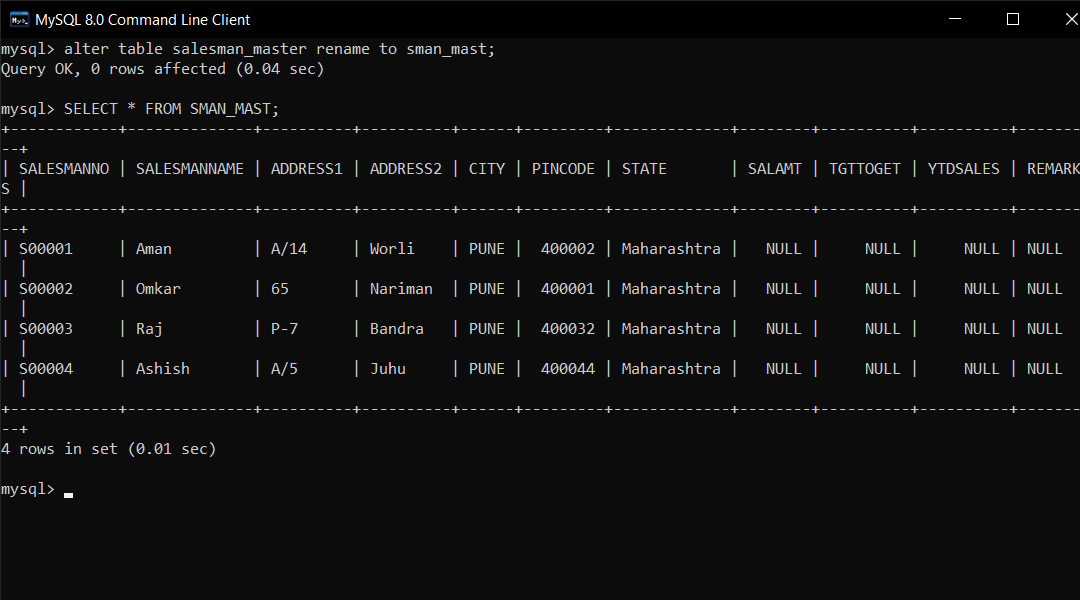 MySQL 8.0 Command Line Client
mysql> alter table salesman_master rename to sman_mast;
Query OK, 0 rows affected (0.04 sec)
mysql> SELECT * FROM SMAN_MAST;
+------------+--------------+----------+----------+------+---------+-------------+--------+----------+----------+-------
--+
| SALESMANNO | SALESMANNAME | ADDRESS1 | ADDRESS2 | CITY | PINCODE | STATE       | SALAMT | TGTTOGET | YTDSALES | REMARK
S |
+------------+--------------+----------+----------+------+---------+-------------+--------+----------+----------+-------
--+
| S00001     | Aman         | A/14     | Worli    | PUNE |  400002 | Maharashtra |   NULL |     NULL |     NULL | NULL
  |
| S00002     | Omkar        | 65       | Nariman  | PUNE |  400001 | Maharashtra |   NULL |     NULL |     NULL | NULL
  |
| S00003     | Raj          | P-7      | Bandra   | PUNE |  400032 | Maharashtra |   NULL |     NULL |     NULL | NULL
  |
| S00004     | Ashish       | A/5      | Juhu     | PUNE |  400044 | Maharashtra |   NULL |     NULL |     NULL | NULL
  |
+------------+--------------+----------+----------+------+---------+-------------+--------+----------+----------+-------
--+
4 rows in set (0.01 sec)
mysql>